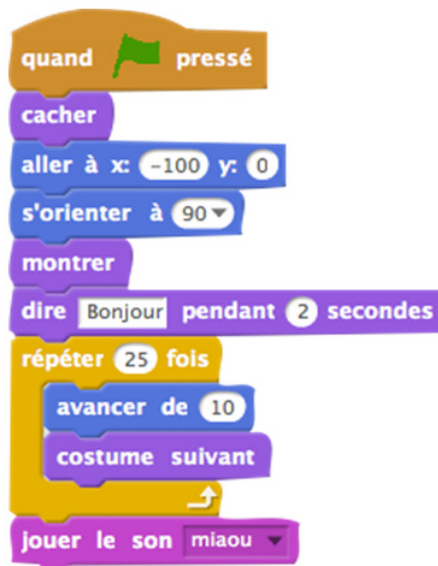 quand pressé
cacher
aller à x: -100 y: 0
s'orienter à 90
montrer
dire Bonjour pendant 2 secondes
répéter 25 fois
avancer de 10
costume suivant
jouer le son miaou